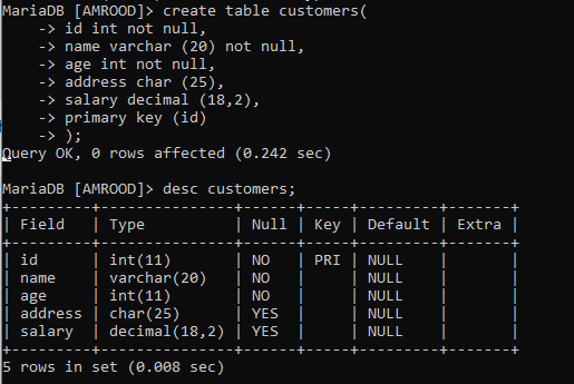 MariaDB [AMROOD]> create table customers(
    -> id int not null,
    -> name varchar (20) not null,
    -> age int not null,
    -> address char (25),
    -> salary decimal (18,2),
    -> primary key (id)
    -> );
Query OK, 0 rows affected (0.242 sec)

MariaDB [AMROOD]> desc customers;
+---------+---------------+------+-----+---------+-------+
| Field   | Type          | Null | Key | Default | Extra |
+---------+---------------+------+-----+---------+-------+
| id      | int(11)       | NO   | PRI | NULL    |       |
| name    | varchar(20)   | NO   |     | NULL    |       |
| age     | int(11)       | NO   |     | NULL    |       |
| address | char(25)      | YES  |     | NULL    |       |
| salary  | decimal(18,2) | YES  |     | NULL    |       |
+---------+---------------+------+-----+---------+-------+
5 rows in set (0.008 sec)